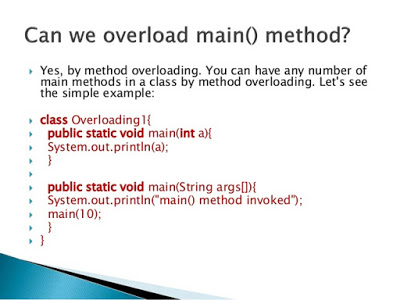 Can we overload main() method?
Yes, by method overloading. You can have any number of
main methods in a class by method overloading. Let's see
the simple example:
class Overloading1{
public static void main(int a){
System.out.println(a);
}
public static void main(String args[]){
System.out.println("main() method invoked");
main(10);
}
}